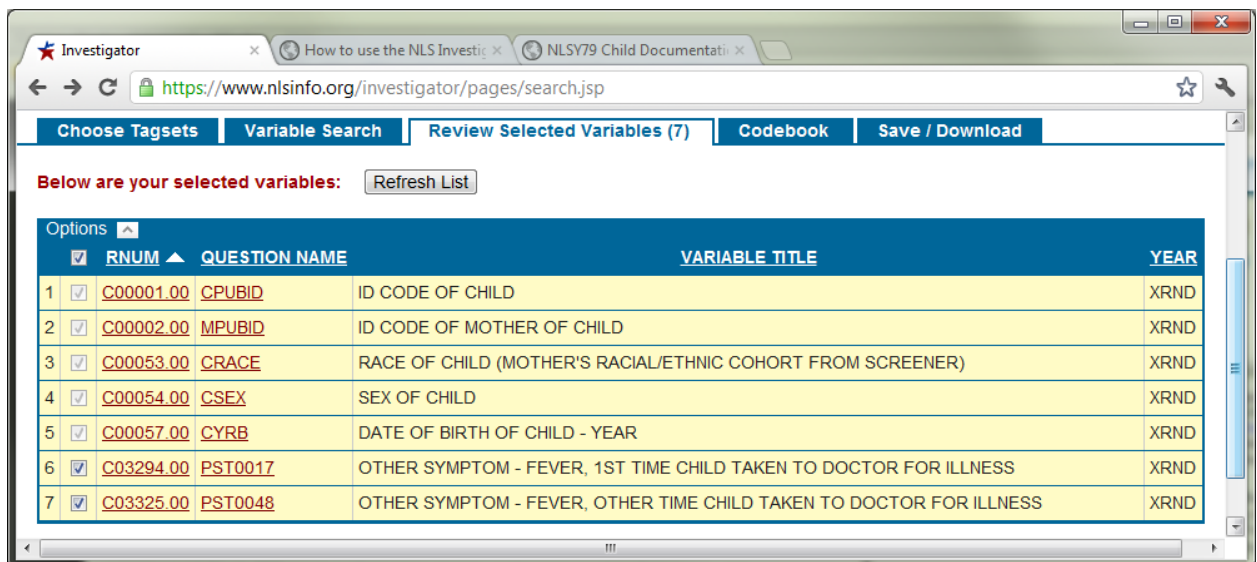 Investigator How to use the NLS Investig NLSY79 Child Documentati
https://www.nlsinfo.org/investigator/pages/search.jsp
Choose Tagsets Variable Search Review Selected Variables (7) Codebook Save / Download
Below are your selected variables: Refresh List
Options
RNUM QUESTION NAME VARIABLE TITLE YEAR
1 C00001.00 CPUBID ID CODE OF CHILD XRND
2 C00002.00 MPUBID ID CODE OF MOTHER OF CHILD XRND
3 C00053.00 CRACE RACE OF CHILD (MOTHER'S RACIAL/ETHNIC COHORT FROM SCREENER) XRND
4 C00054.00 CSEX SEX OF CHILD XRND
5 C00057.00 CYRB DATE OF BIRTH OF CHILD - YEAR XRND
6 C03294.00 PST0017 OTHER SYMPTOM - FEVER, 1ST TIME CHILD TAKEN TO DOCTOR FOR ILLNESS XRND
7 C03325.00 PST0048 OTHER SYMPTOM - FEVER, OTHER TIME CHILD TAKEN TO DOCTOR FOR ILLNESS XRND